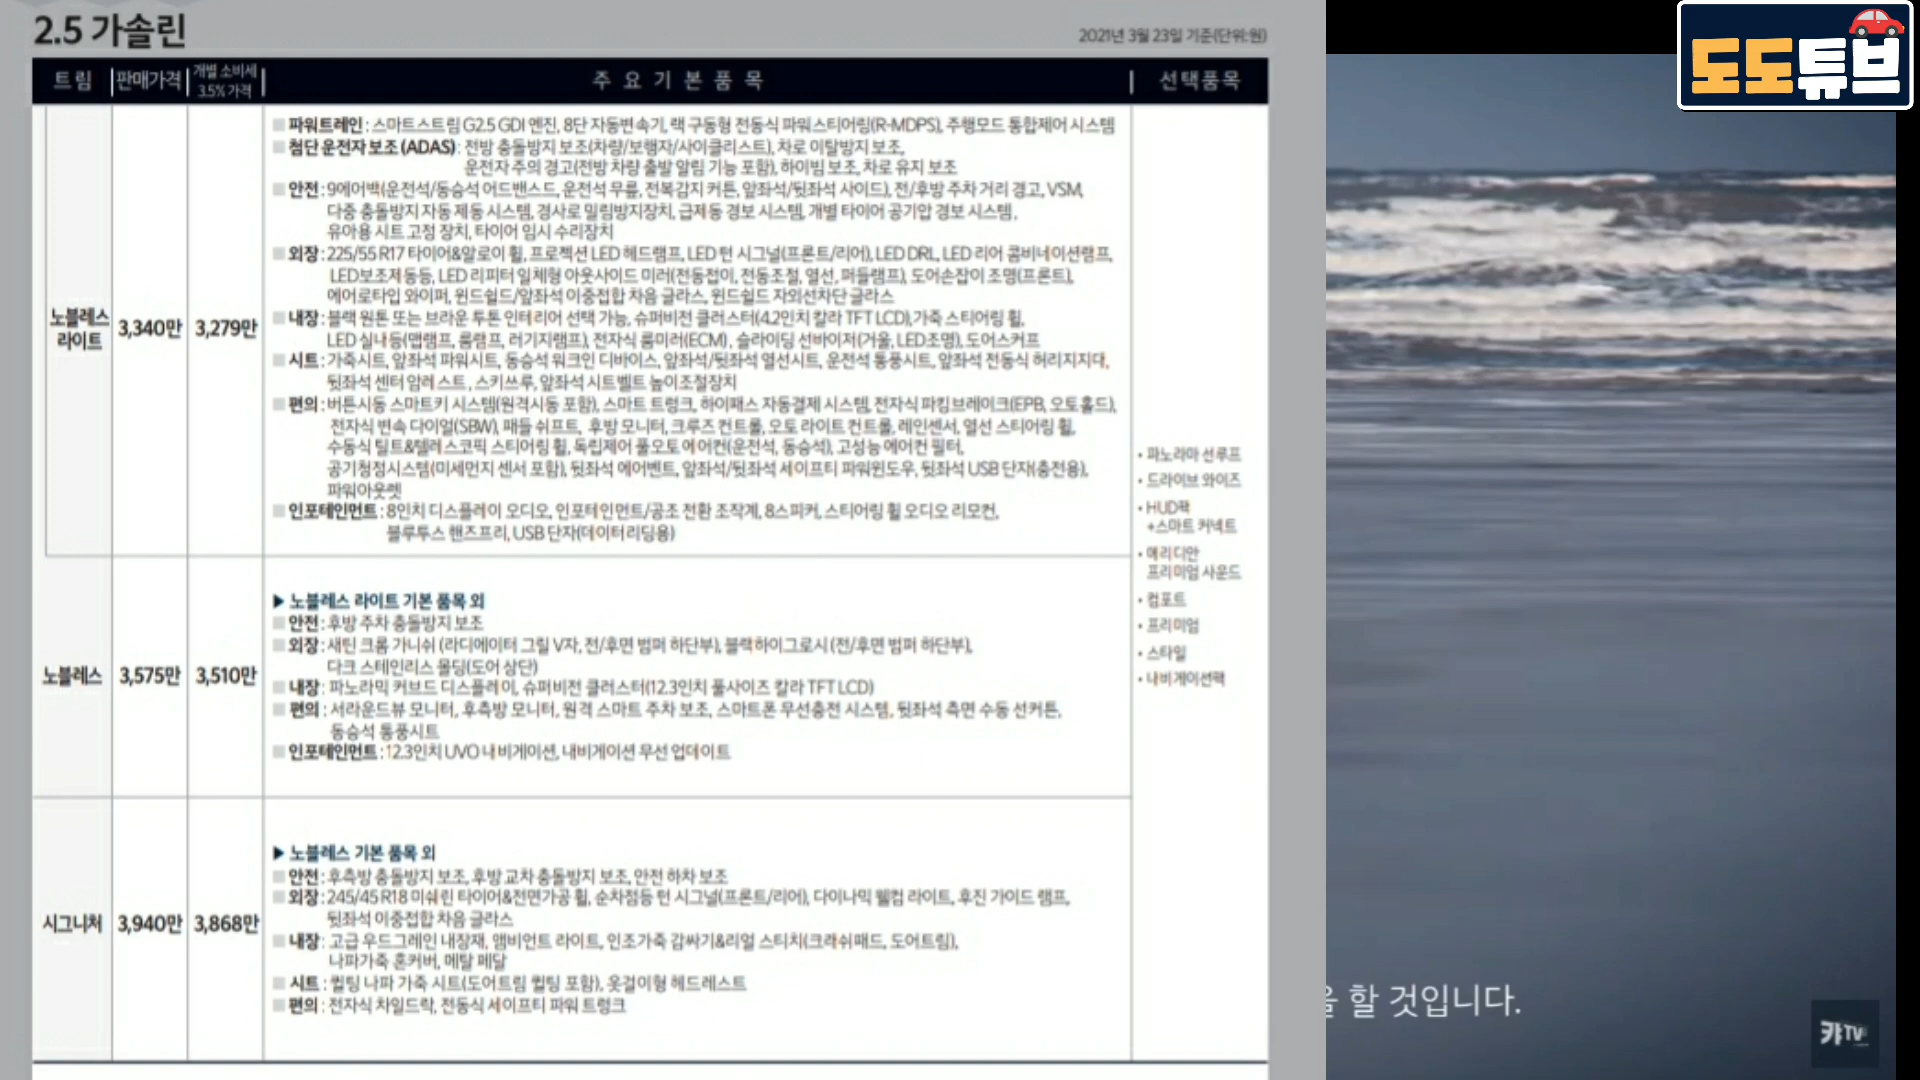 2.5 가솔린
2021년 3월 23일 기준(단위:원)
도도튜브
트림 판매가격 개별 소비세 3.5% 가격 주요기본품목 선택품목
노블레스 라이트 3,340만 3,279만
파워트레인 : 스마트스트림 G2.5 GDI 엔진, 8단 자동변속기, 랙 구동형 전동식 파워스티어링(R-MDPS), 주행모드 통합제어 시스템
첨단 운전자 보조 (ADAS) : 전방 충돌방지 보조(차량/보행자/사이클리스트), 차로 이탈방지 보조,
운전자 주의 경고(전방 차량 출발 알림 기능 포함), 하이빔 보조, 차로 유지 보조
안전 : 9에어백(운전석/동승석 어드밴스드, 운전석 무릎, 전복감지 커튼, 앞좌석/뒷좌석 사이드), 전/후방 주차 거리 경고, VSM,
다중 충돌방지 자동 제동 시스템, 경사로 밀림방지장치, 급제동 경보 시스템, 개별 타이어 공기압 경보 시스템,
유아용 시트 고정 장치, 타이어 임시 수리장치
외장 : 225/55 R17 타이어&알로이 휠, 프로젝션 LED 헤드램프, LED 턴 시그널(프론트/리어), LED DRL, LED 리어 콤비네이션램프,
LED보조제동등, LED 리피터 일체형 아웃사이드 미러(전동접이, 전동조절, 열선, 퍼들램프), 도어손잡이 조명(프론트),
에어로타입 와이퍼, 윈드쉴드/앞좌석 이중접합 차음 글라스, 윈드쉴드 자외선차단 글라스
내장 : 블랙 원톤 또는 브라운 투톤 인테리어 선택 가능, 슈퍼비전 클러스터(4.2인치 칼라 TFT LCD),가죽 스티어링 휠,
LED 실내등(맵램프, 룸램프, 러기지램프), 전자식 룸미러(ECM) , 슬라이딩 선바이저(거울, LED조명), 도어스커프
시트 : 가죽시트, 앞좌석 파워시트, 동승석 워크인 디바이스, 앞좌석/뒷좌석 열선시트, 운전석 통풍시트, 앞좌석 전동식 허리지지대,
뒷좌석 센터 암레스트 , 스키쓰루, 앞좌석 시트벨트 높이조절장치
편의 : 버튼시동 스마트키 시스템(원격시동 포함), 스마트 트렁크, 하이패스 자동결제 시스템, 전자식 파킹브레이크(EPB, 오토홀드),
전자식 변속 다이얼(SBW), 패들 쉬프트, 후방 모니터, 크루즈 컨트롤, 오토 라이트 컨트롤, 레인센서, 열선 스티어링 휠,
수동식 틸트&텔레스코픽 스티어링 휠, 독립제어 풀오토 에어컨(운전석, 동승석), 고성능 에어컨 필터,
공기청정시스템(미세먼지 센서 포함), 뒷좌석 에어벤트, 앞좌석/뒷좌석 세이프티 파워윈도우, 뒷좌석 USB 단자(충전용),
파워아웃렛
인포테인먼트 : 8인치 디스플레이 오디오, 인포테인먼트/공조 전환 조작계, 8스피커, 스티어링 휠 오디오 리모컨,
블루투스 핸즈프리, USB 단자(데이터 리딩용)
노블레스 3,575만 3,510만
▶ 노블레스 라이트 기본 품목 외
안전 : 후방 주차 충돌방지 보조
외장 : 새틴 크롬 가니쉬 (라디에이터 그릴 V자, 전/후면 범퍼 하단부), 블랙하이그로시 (전/후면 범퍼 하단부),
다크 스테인리스 몰딩(도어 상단)
내장 : 파노라믹 커브드 디스플레이, 슈퍼비전 클러스터(12.3인치 풀사이즈 칼라 TFT LCD)
편의 : 서라운드뷰 모니터, 후측방 모니터, 원격 스마트 주차 보조, 스마트폰 무선충전 시스템, 뒷좌석 측면 수동 선커튼,
동승석 통풍시트
인포테인먼트 : 12.3인치 UVO 내비게이션, 내비게이션 무선 업데이트
시그니처 3,940만 3,868만
▶ 노블레스 기본 품목 외
안전 : 후측방 충돌방지 보조, 후방 교차 충돌방지 보조, 안전 하차 보조
외장 : 245/45 R18 미쉐린 타이어&전면가공 휠, 순차점등 턴 시그널(프론트/리어), 다이나믹 웰컴 라이트, 후진 가이드 램프,
뒷좌석 이중접합 차음 글라스
내장 : 고급 우드그레인 내장재, 앰비언트 라이트, 인조가죽 감싸기&리얼 스티치(크래쉬패드, 도어트림),
나파가죽 혼커버, 메탈 페달
시트 : 퀼팅 나파 가죽 시트(도어트림 퀼팅 포함), 옷걸이형 헤드레스트
편의 : 전자식 차일드락, 전동식 세이프티 파워 트렁크
• 파노라마 선루프
• 드라이브 와이즈
• HUD팩
+스마트 커넥트
• 메리디안
프리미엄 사운드
• 컴포트
• 프리미엄
• 스타일
• 내비게이션팩
을 할 것입니다.
캬TV